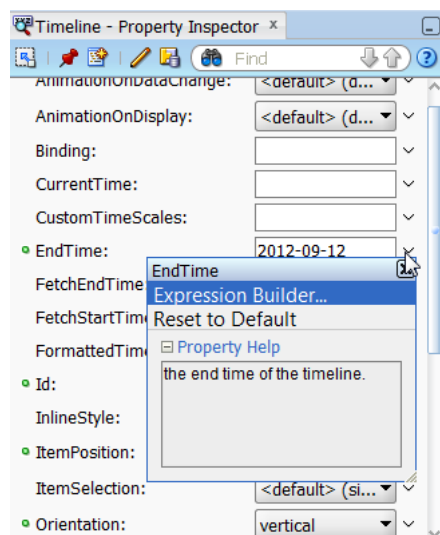 Timeline - Property Inspector x
Find
AnimationOnDataChange: <default> (d...
AnimationOnDisplay: <default> (d...
Binding:
CurrentTime:
CustomTimeScales:
EndTime: 2012-09-12
EndTime
FetchEndTime
Expression Builder...
FetchStartTim
Reset to Default
FormattedTim
Property Help
Id:
the end time of the timeline.
InlineStyle:
ItemPosition:
ItemSelection: <default> (si...
Orientation: vertical